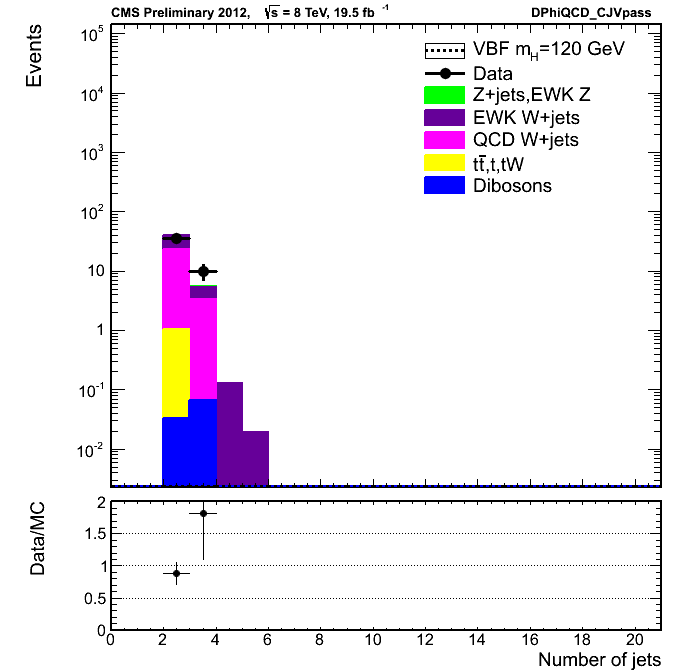 CMS Preliminary 2012, √s = 8 TeV, 19.5 fb⁻¹ DPhiQCD_CJVpass
Events
10⁵
10⁴
10³
10²
10
1
10⁻¹
10⁻²
VBF m_H=120 GeV
Data
Z+jets,EWK Z
EWK W+jets
QCD W+jets
tt̄,t,tW
Dibosons
Data/MC
2
1.5
1
0.5
0
0 2 4 6 8 10 12 14 16 18 20
Number of jets